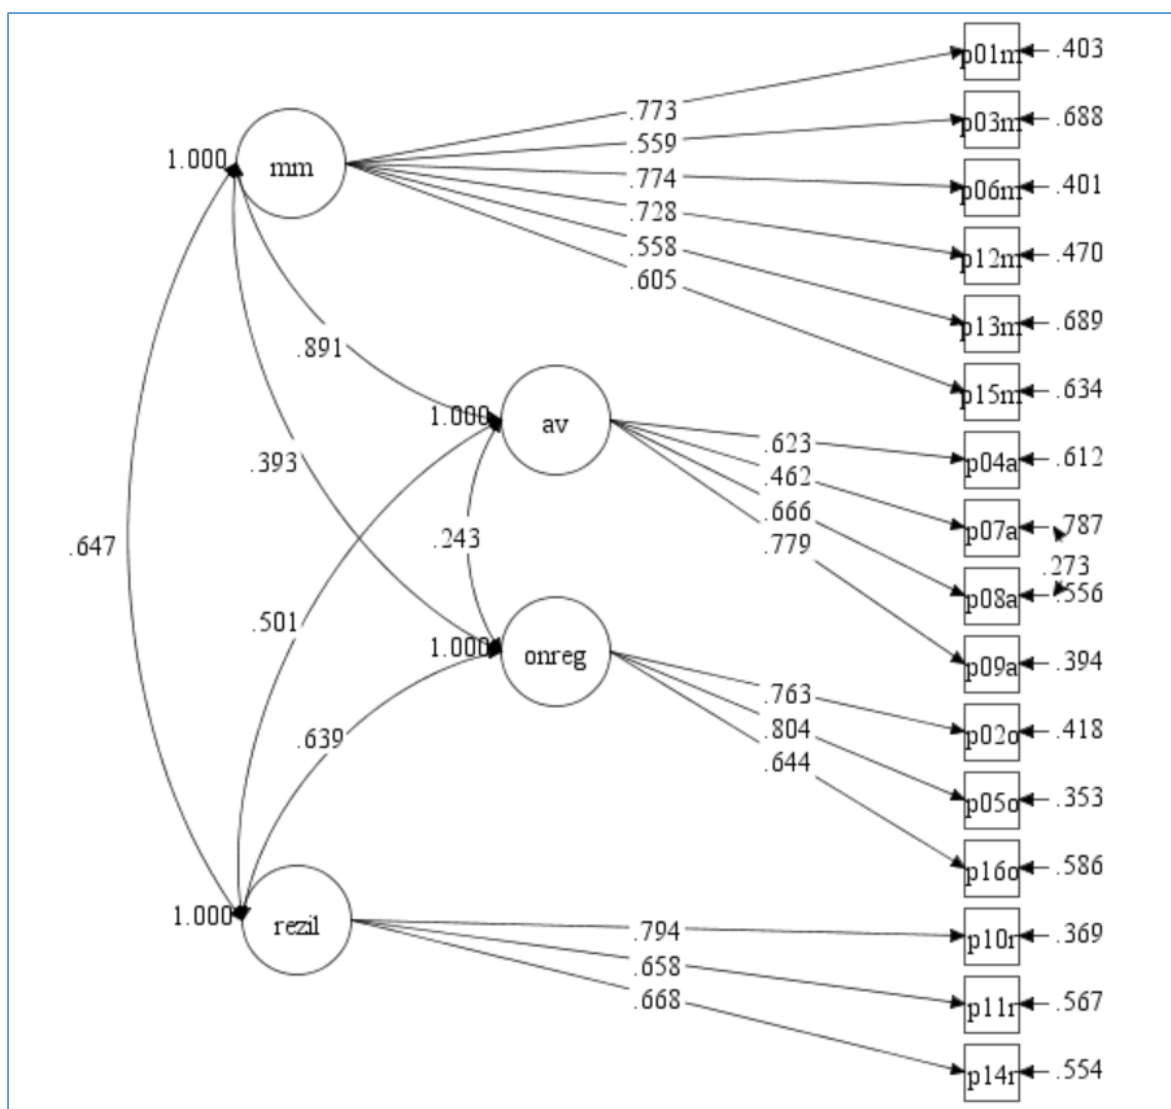 p01m .403
.773
p03m .688
.559
1.000 mm
.774 p06m .401
.728
.558 p12m .470
.605
p13m .689
.891
p15m .634
1.000 av
.623 p04a .612
.393
.462
.666 p07a .787
.647 .243 .779
.273
p08a .556
.501
1.000 onreg p09a .394
.763
.804 p02o .418
.639
.644
p05o .353
p16o .586
1.000 rezil
.794 p10r .369
.658
.668 p11r .567
p14r .554